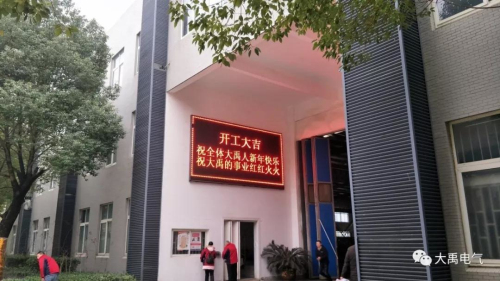 开工大吉
祝全体大禹人新年快乐
祝大禹的事业红红火火
大禹电气